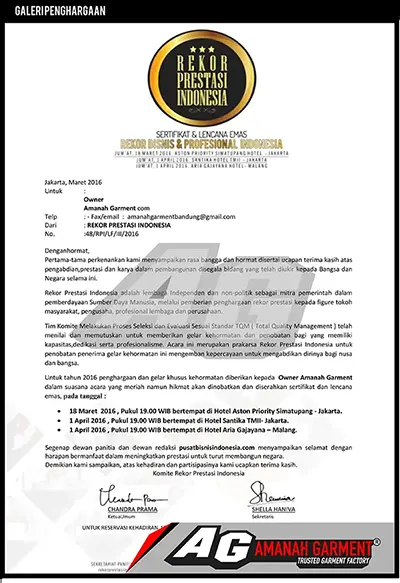 GALERIPENGHARGAAN
REKOR
PRESTASI
INDONESIA
SERTIFIKAT & LENCANA EMAS
REKOR BISNIS & PROFESIONAL INDONESIA
JUM'AT, 18 MARET 2016. ASTON PRIORITY SIMATUPANG HOTEL - JAKARTA
JUM'AT, 1 APRIL 2016. SANTIKA HOTEL TMII - JAKARTA
JUM'AT, 1 APRIL 2016. ARIA GAJAYANA HOTEL - MALANG
Jakarta, Maret 2016
Untuk :
Owner
Amanah Garment com
Telp : - Fax/email : amanahgarmentbandung@gmail.com
Dari : REKOR PRESTASI INDONESIA
No :48/RPI/LF/III/2016
Denganhormat,
Pertama-tama perkenankan kami menyampaikan rasa bangga dan hormat disertai ucapan terima kasih atas
pengabdian,prestasi dan karya dalam pembangunan disegala bidang yang telah diukir kepada Bangsa dan
Negara selama ini.
Rekor Prestasi Indonesia adalah lembaga Independen dan non-politik sebagai mitra pemerintah dalam
pemberdayaan Sumber Daya Manusia, melalui pemberian penghargaan rekor prestasi kepada figure tokoh
masyarakat, pengusaha, profesional lembaga dan perusahaan.
Tim Komite Melakukan Proses Seleksi dan Evaluasi Sesuai Standar TQM ( Total Quality Management ) telah
menilai dan memutuskan untuk memberikan gelar kehormatan dan penobatan bagi yang memiliki
kapasitas,dedikasi serta profesionalisme. Acara ini merupakan prakarsa Rekor Prestasi Indonesia untuk
penobatan penerima gelar kehormatan ini mengemban kepercayaan untuk mengabdikan dirinya bagi nusa
dan bangsa.
Untuk tahun 2016 penghargaan dan gelar khusus kehormatan diberikan kepada Owner Amanah Garment
dalam suasana acara yang meriah namun hikmat akan dinobatkan dan diserahkan sertifikat dan lencana
emas, pada tanggal :
• 18 Maret 2016 , Pukul 19.00 WIB bertempat di Hotel Aston Priority Simatupang - Jakarta.
• 1 April 2016 , Pukul 19.00 WIB bertempat di Hotel Santika TMII- Jakarta.
• 1 April 2016 , Pukul 19.00 WIB bertempat di Hotel Aria Gajayana – Malang.
Segenap dewan panitia dan dewan redaksi pusatbisnisindonesia.com menyampaikan selamat dengan
harapan bermanfaat dalam meningkatkan prestasi untuk turut membangun negara.
Demikian kami sampaikan, atas kehadiran dan partisipasinya kami ucapkan terima kasih.
Komite Rekor Prestasi Indonesia
CHANDRA PRAMA
KetuaUmum
SHELLA HANIVA
Sekretaris
UNTUK RESERVASI KEHADIRAN
SEKRETARIAT
AG AMANAH GARMENT®
TRUSTED GARMENT FACTORY